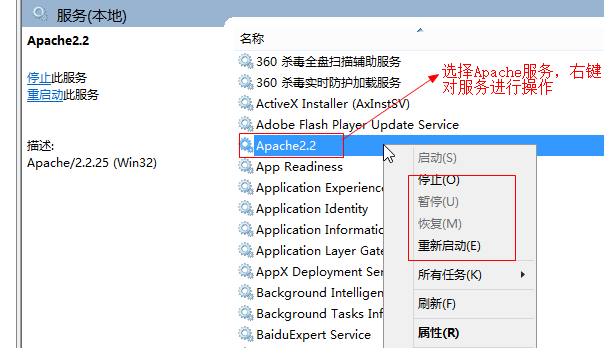 服务(本地)
Apache2.2
停止此服务
重启动此服务
描述:
Apache/2.2.25 (Win32)
名称
360 杀毒全盘扫描辅助服务
360 杀毒实时防护加载服务
ActiveX Installer (AxInstSV)
Adobe Flash Player Update Service
Apache2.2
App Readiness
Application Experience
Application Identity
Application Informatio
Application Layer Gate
AppX Deployment Ser
Background Intelligen
Background Tasks Inf
BaiduExpert Service
选择Apache服务，右键
对服务进行操作
启动(S)
停止(O)
暂停(U)
恢复(M)
重新启动(E)
所有任务(K)
刷新(F)
属性(R)